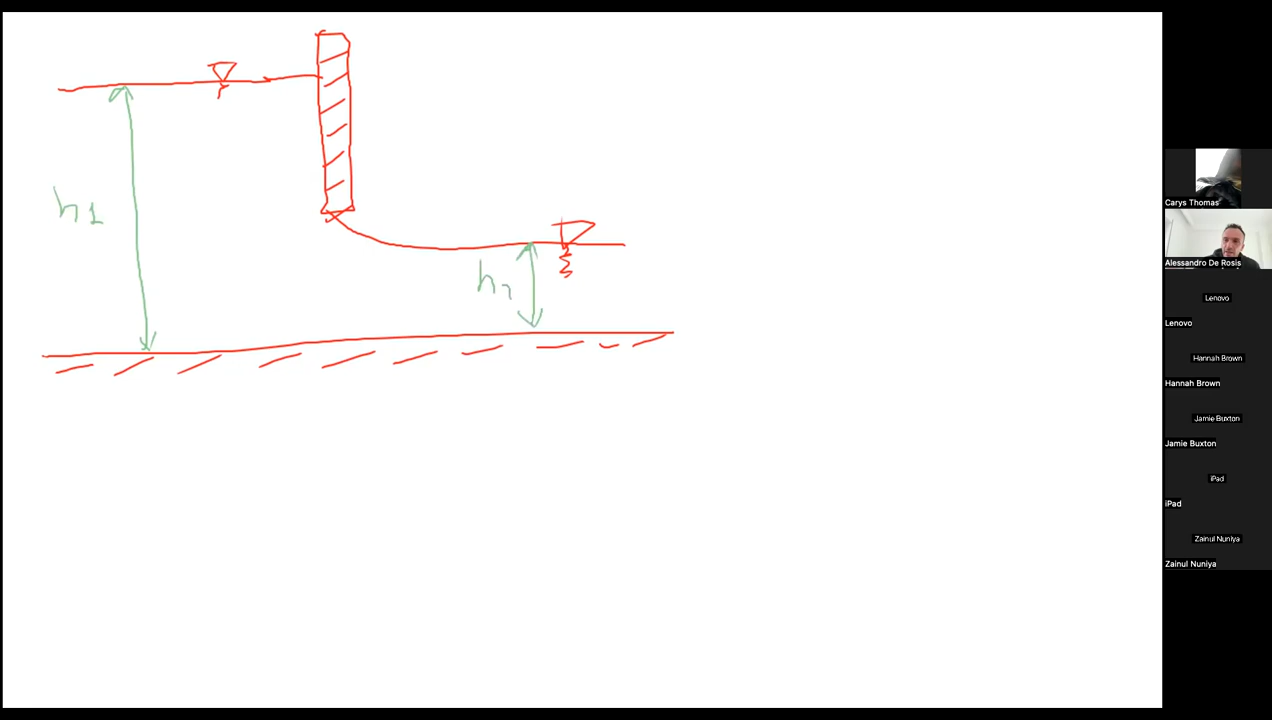 h1
h2
Carys Thomas
Alessandro De Rosis
Lenovo
Lenovo
Hannah Brown
Hannah Brown
Jamie Buxton
Jamie Buxton
iPad
iPad
Zainul Nuniya
Zainul Nuniya